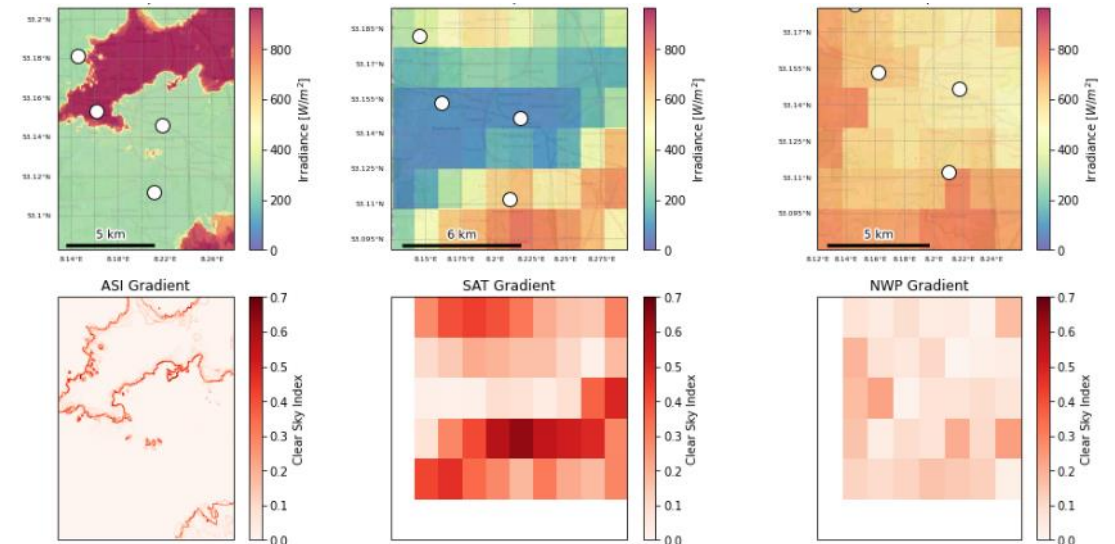 53.2°N
53.18°N
53.16°N
53.14°N
53.12°N
53.1°N
5 km
8.14°E 8.18°E 8.22°E 8.26°E
800
600
400
200
0
Irradiance [W/m²]
53.185°N
53.17°N
53.155°N
53.14°N
53.125°N
53.11°N
53.095°N
6 km
8.15°E 8.175°E 8.2°E 8.225°E 8.25°E 8.275°E
800
600
400
200
0
Irradiance [W/m²]
53.17°N
53.155°N
53.14°N
53.125°N
53.11°N
53.095°N
5 km
8.12°E 8.14°E 8.16°E 8.18°E 8.2°E 8.22°E 8.24°E
800
600
400
200
0
Irradiance [W/m²]
ASI Gradient
0.7
0.6
0.5
0.4
0.3
0.2
0.1
0.0
Clear Sky Index
SAT Gradient
0.7
0.6
0.5
0.4
0.3
0.2
0.1
0.0
Clear Sky Index
NWP Gradient
0.7
0.6
0.5
0.4
0.3
0.2
0.1
0.0
Clear Sky Index